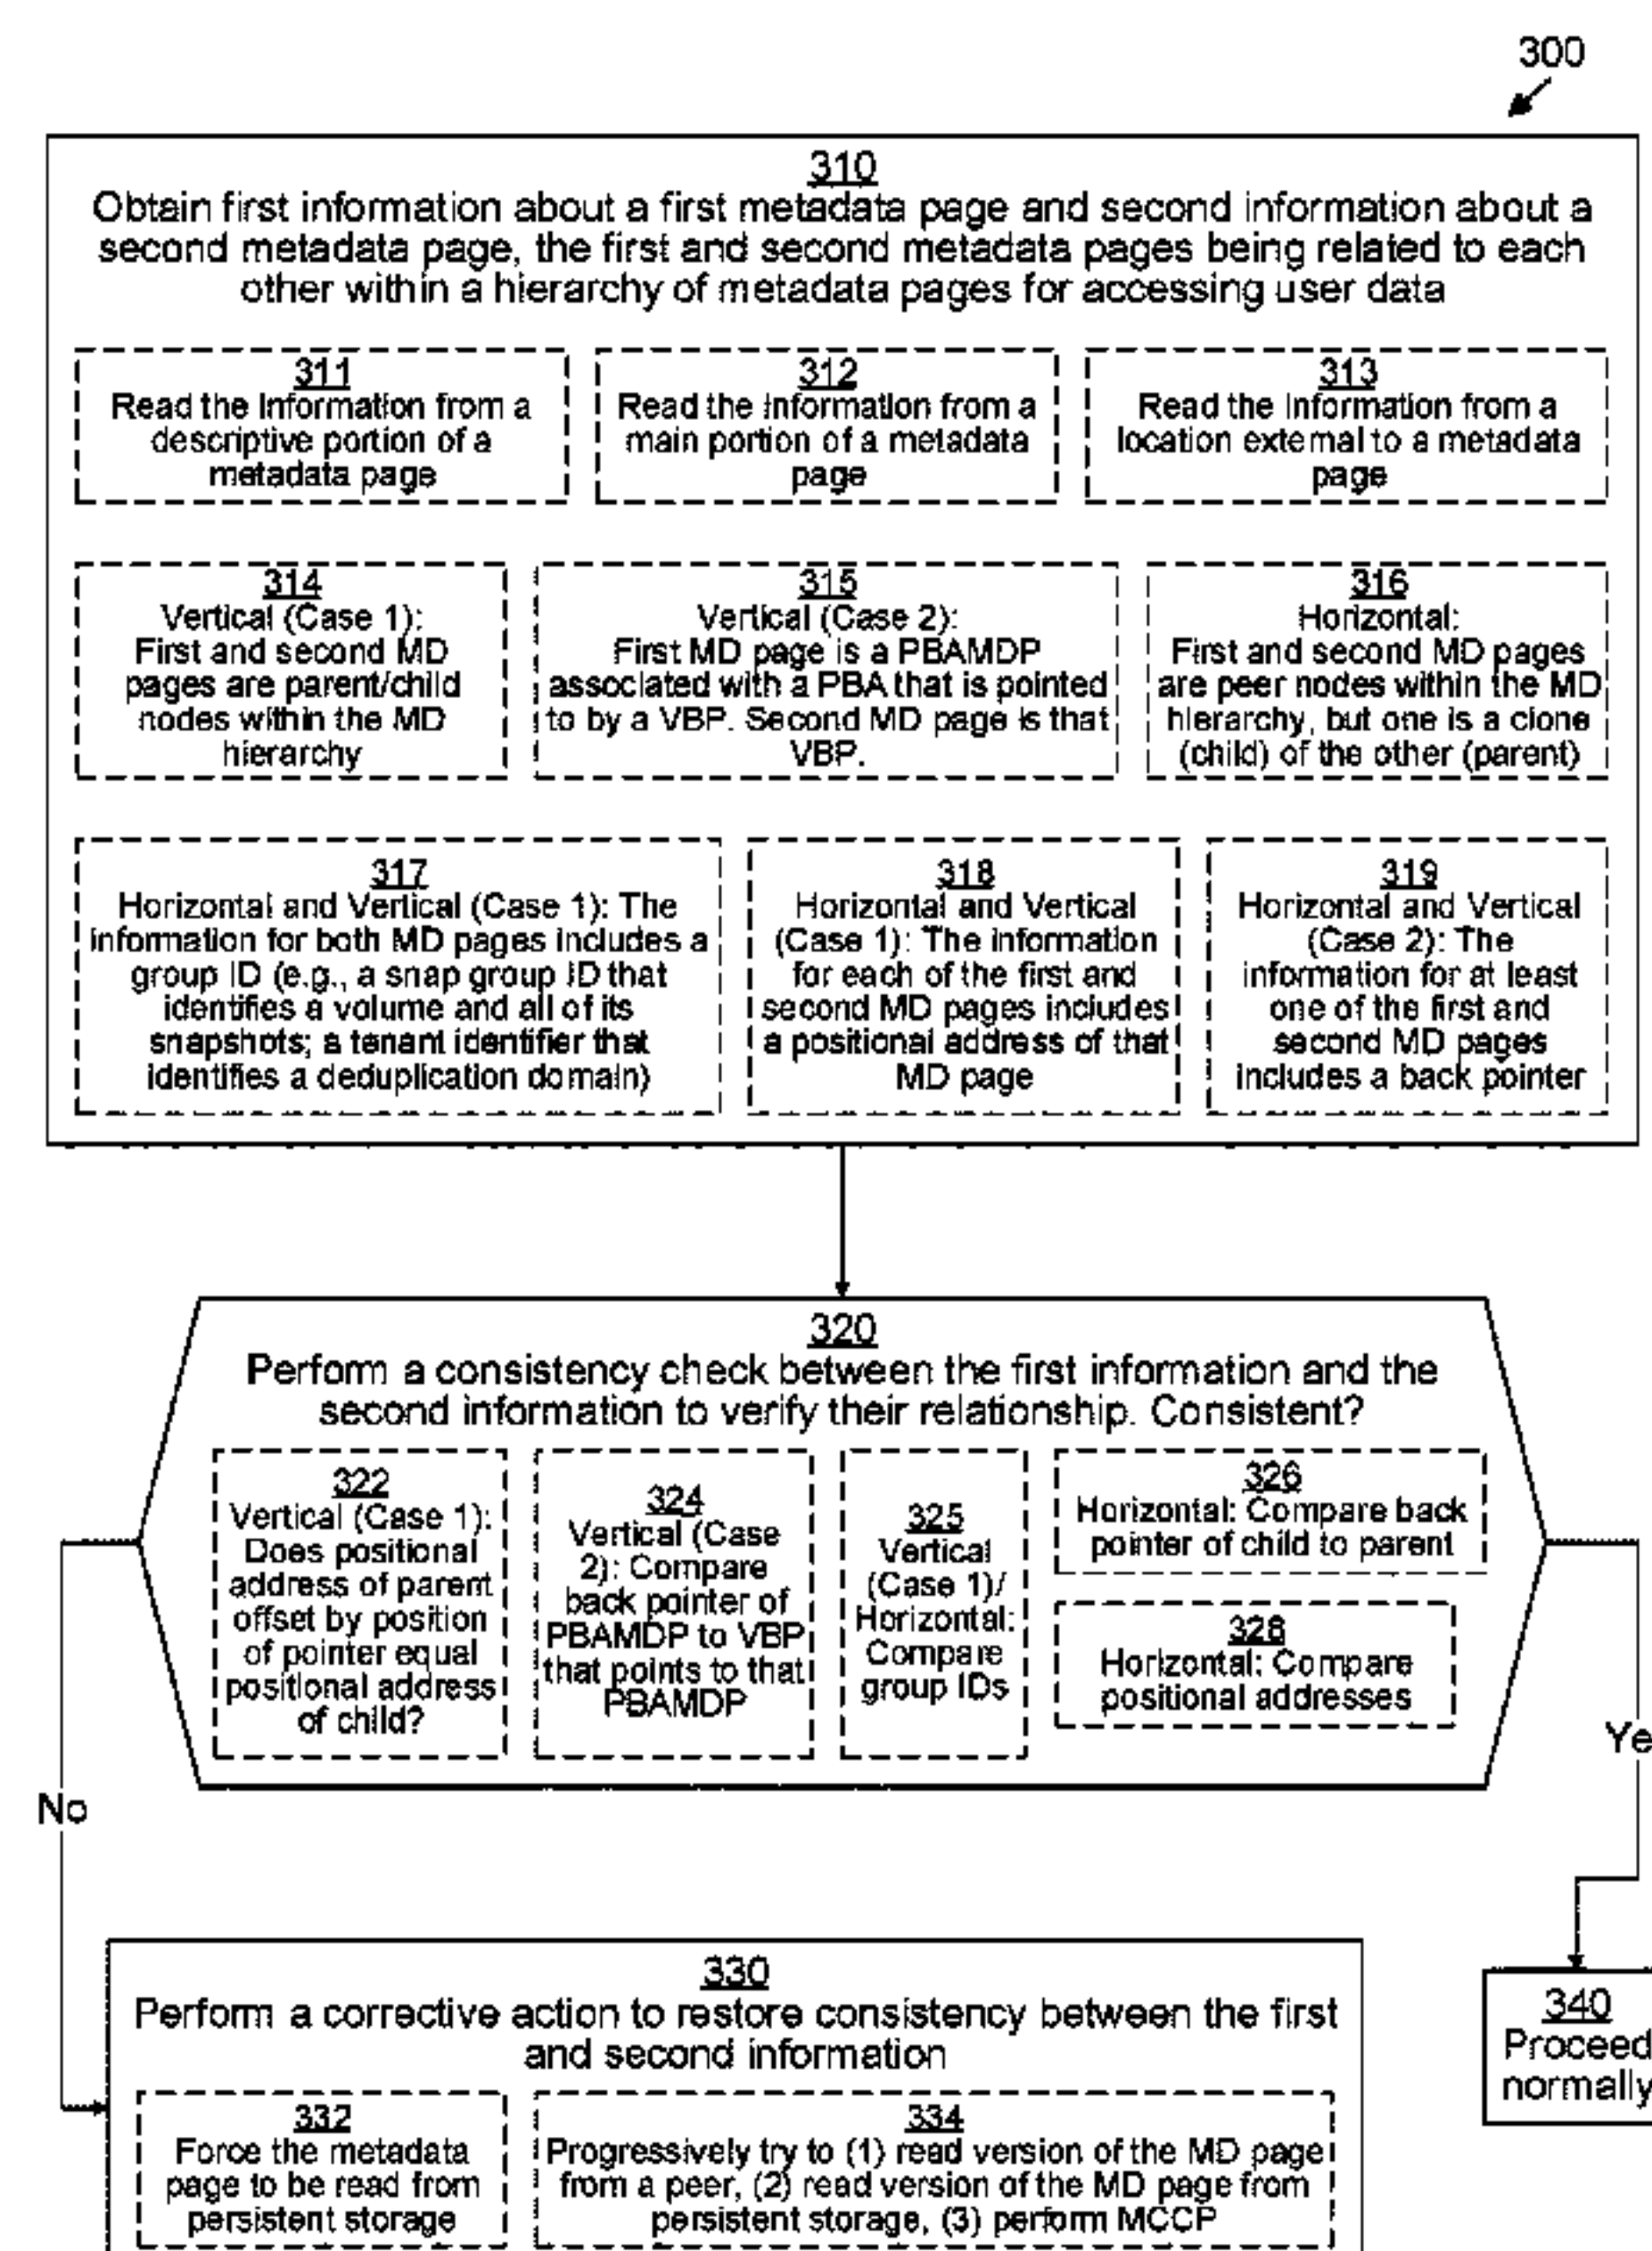 300
310
Obtain first information about a first metadata page and second information about a
second metadata page, the first and second metadata pages being related to each
other within a hierarchy of metadata pages for accessing user data
311
Read the information from a
descriptive portion of a
metadata page
312
Read the information from a
main portion of a metadata
page
313
Read the information from a
location external to a metadata
page
314
Vertical (Case 1):
First and second MD
pages are parent/child
nodes within the MD
hierarchy
315
Vertical (Case 2):
First MD page is a PBAMDP
associated with a PBA that is pointed
to by a VBP. Second MD page is that
VBP.
316
Horizontal:
First and second MD pages
are peer nodes within the MD
hierarchy, but one is a clone
(child) of the other (parent)
317
Horizontal and Vertical (Case 1): The
information for both MD pages includes a
group ID (e.g., a snap group ID that
identifies a volume and all of its
snapshots; a tenant identifier that
identifies a deduplication domain)
318
Horizontal and Vertical
(Case 1): The information
for each of the first and
second MD pages includes
a positional address of that
MD page
319
Horizontal and Vertical
(Case 2): The
information for at least
one of the first and
second MD pages
includes a back pointer
320
Perform a consistency check between the first information and the
second information to verify their relationship. Consistent?
322
Vertical (Case 1):
Does positional
address of parent
offset by position
of pointer equal
positional address
of child?
324
Vertical (Case
2): Compare
back pointer of
PBAMDP to VBP
that points to that
PBAMDP
325
Vertical
(Case 1)/
Horizontal:
Compare
group IDs
326
Horizontal: Compare back
pointer of child to parent
328
Horizontal: Compare
positional addresses
Ye
No
330
Perform a corrective action to restore consistency between the first
and second information
332
Force the metadata
page to be read from
persistent storage
334
Progressively try to (1) read version of the MD page
from a peer, (2) read version of the MD page from
persistent storage, (3) perform MCCP
340
Proceed
normally